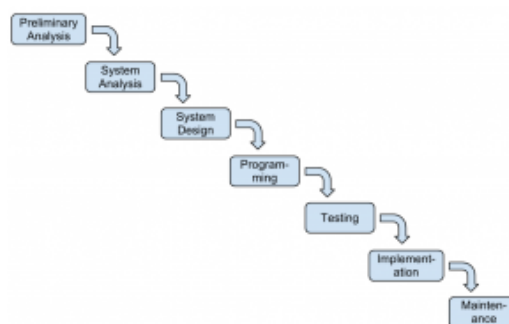 Preliminary
Analysis
System
Analysis
System
Design
Program-
ming
Testing
Implement-
ation
Mainten-
ance